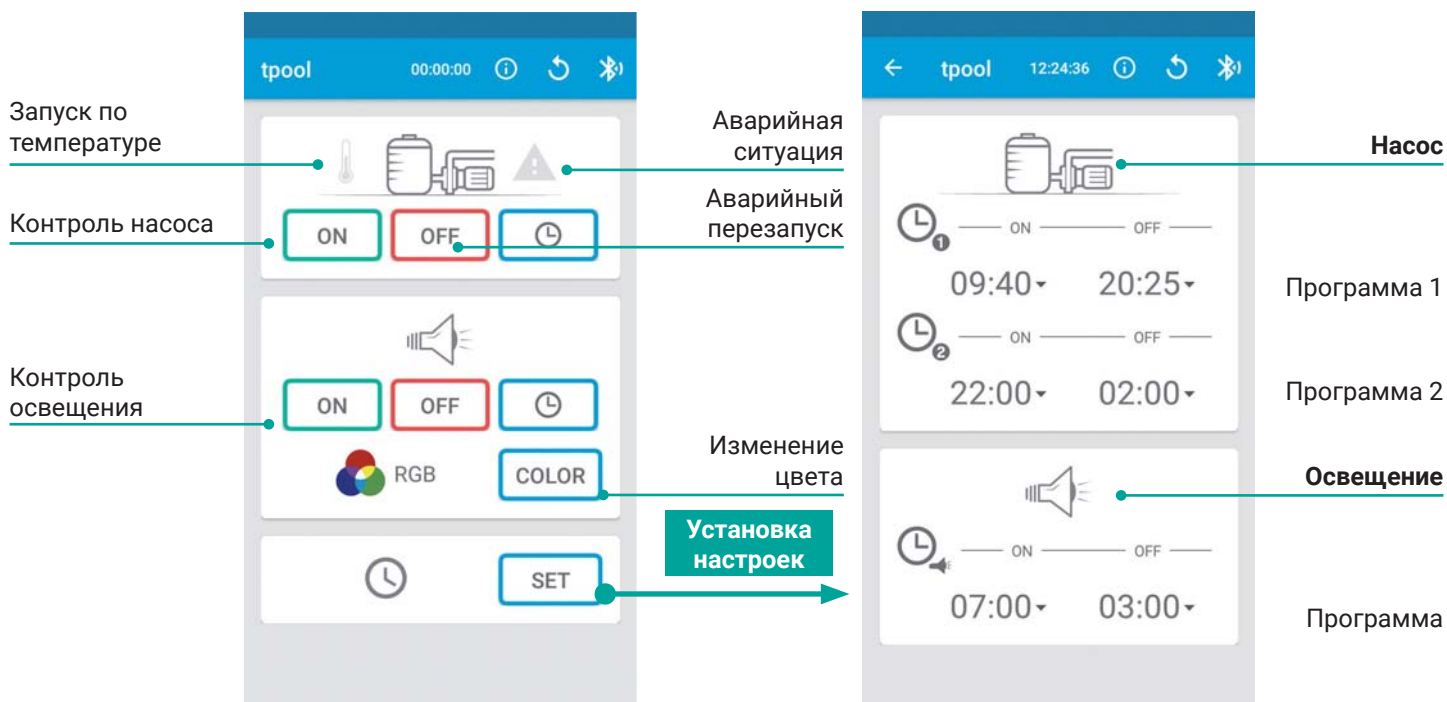 tpool 00:00:00
Запуск по
температуре
Контроль насоса
ON OFF
Аварийная
ситуация
Аварийный
перезапуск
Контроль
освещения
ON OFF
RGB COLOR
Изменение
цвета
SET
Установка
настроек
tpool 12:24:36
Насос
1 ON OFF
09:40 20:25
Программа 1
2 ON OFF
22:00 02:00
Программа 2
Освещение
ON OFF
07:00 03:00
Программа